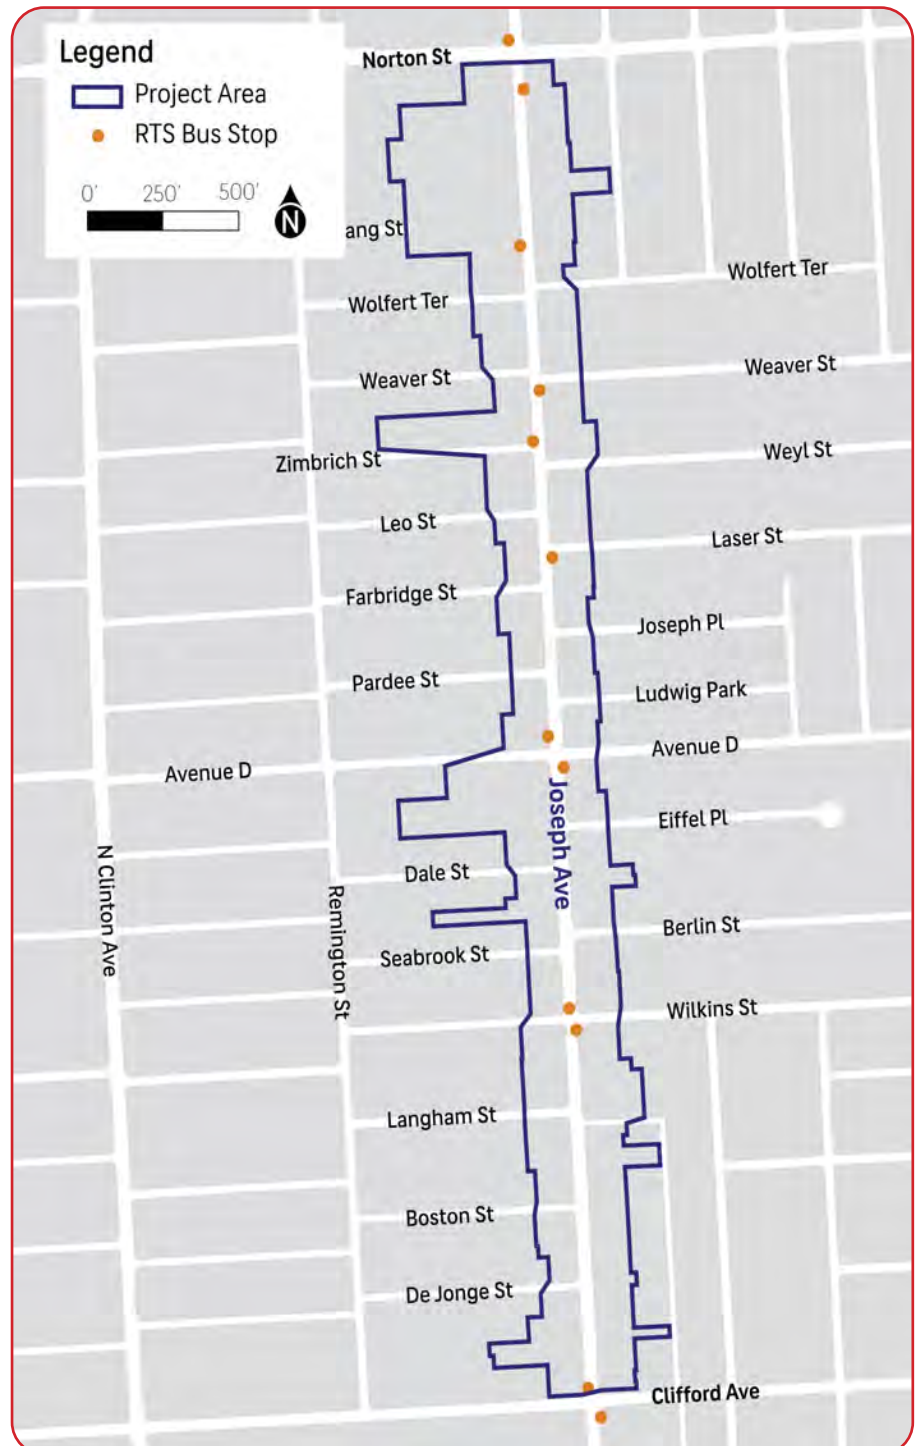 Legend
Project Area
RTS Bus Stop
0' 250' 500'
N
Norton St
ang St
Wolfert Ter
Wolfert Ter
Weaver St
Weaver St
Zimbrich St
Weyl St
Leo St
Laser St
Farbridge St
Joseph Pl
Pardee St
Ludwig Park
Avenue D
Avenue D
Joseph Ave
Eiffel Pl
N Clinton Ave
Remington St
Dale St
Berlin St
Seabrook St
Wilkins St
Langham St
Boston St
De Jonge St
Clifford Ave